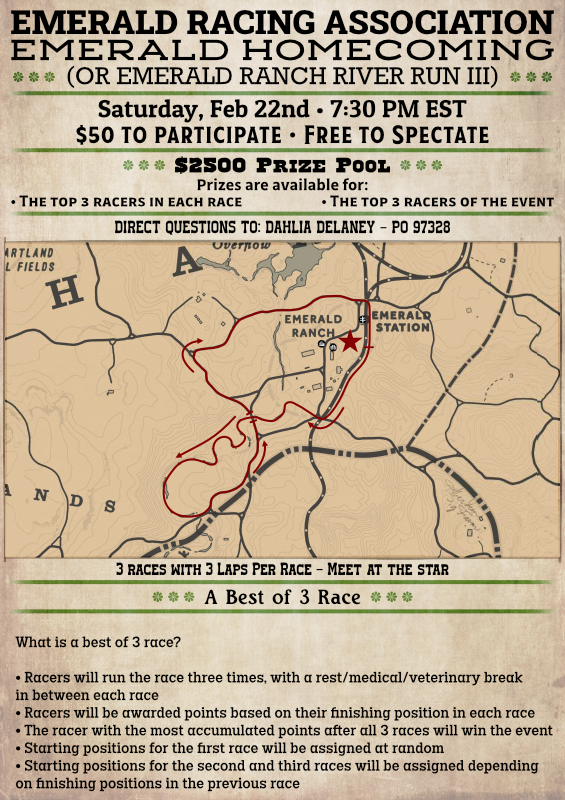 EMERALD RACING ASSOCIATION
EMERALD HOMECOMING
(OR EMERALD RANCH RIVER RUN III)
Saturday, Feb 22nd • 7:30 PM EST
$50 TO PARTICIPATE • FREE TO SPECTATE
$2500 PRIZE POOL
Prizes are available for:
• THE TOP 3 RACERS IN EACH RACE • THE TOP 3 RACERS OF THE EVENT
DIRECT QUESTIONS TO: DAHLIA DELANEY - PO 97328
Overflow
ARTLAND
L FIELDS
H A
EMERALD
RANCH
EMERALD
STATION
A N D S
3 RACES WITH 3 LAPS PER RACE - MEET AT THE STAR
A Best of 3 Race
What is a best of 3 race?
• Racers will run the race three times, with a rest/medical/veterinary break
in between each race
• Racers will be awarded points based on their finishing position in each race
• The racer with the most accumulated points after all 3 races will win the event
• Starting positions for the first race will be assigned at random
• Starting positions for the second and third races will be assigned depending
on finishing positions in the previous race